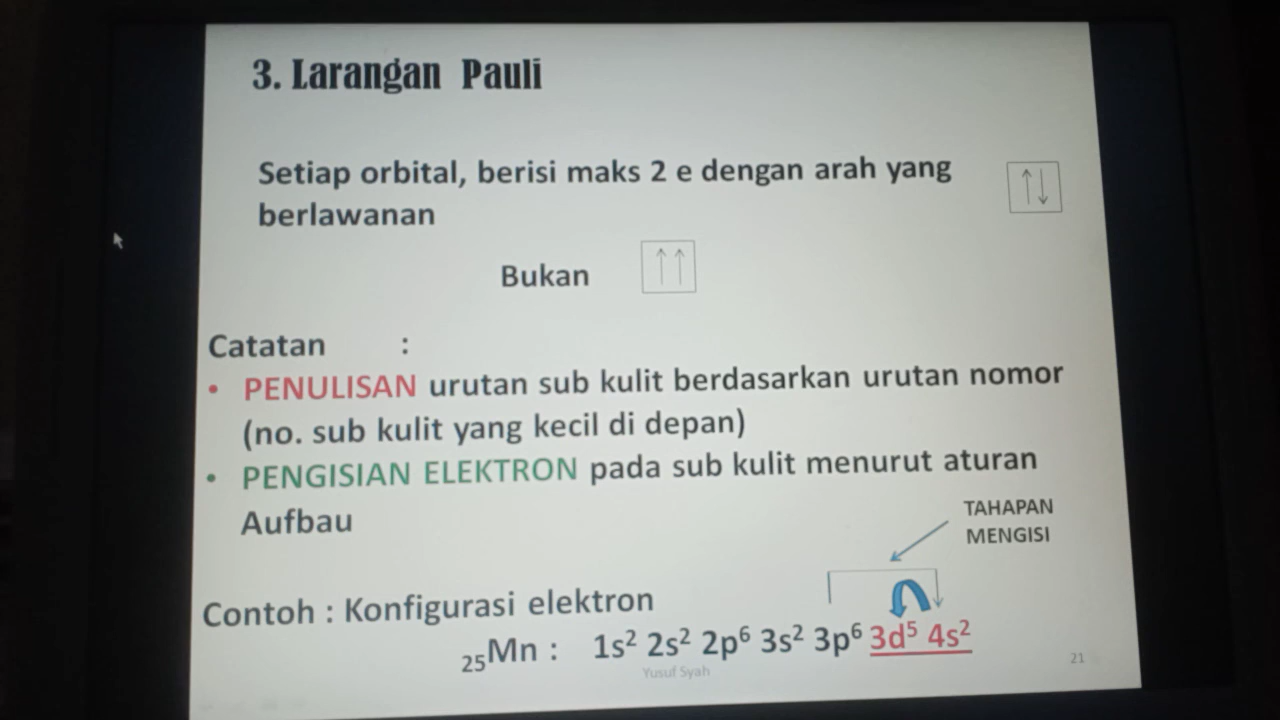 3. Larangan Pauli
Setiap orbital, berisi maks 2 e dengan arah yang
berlawanan
Bukan
Catatan :
• PENULISAN urutan sub kulit berdasarkan urutan nomor
(no. sub kulit yang kecil di depan)
• PENGISIAN ELEKTRON pada sub kulit menurut aturan
Aufbau
TAHAPAN
MENGISI
Contoh : Konfigurasi elektron
₂₅Mn : 1s² 2s² 2p⁶ 3s² 3p⁶ 3d⁵ 4s²
Yusuf Syah
21